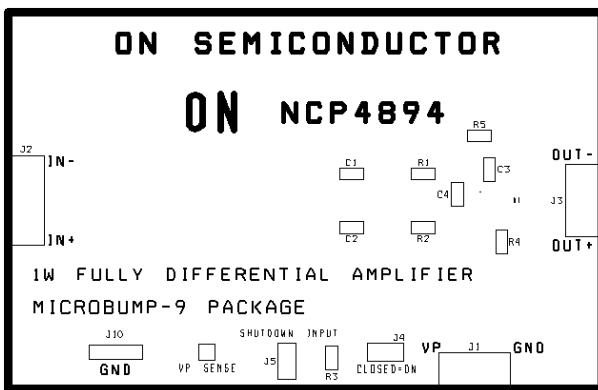 ON SEMICONDUCTOR
ON NCP4894
R5
J2
IN-
C1
R1
C3
OUT-
C4
J3
IN+
C2
R2
R4
OUT+
1W FULLY DIFFERENTIAL AMPLIFIER
MICROBUMP-9 PACKAGE
J10
GND
VP SENSE
SHUTDOWN INPUT
J5
R3
J4
CLOSED=ON
VP
J1
GND